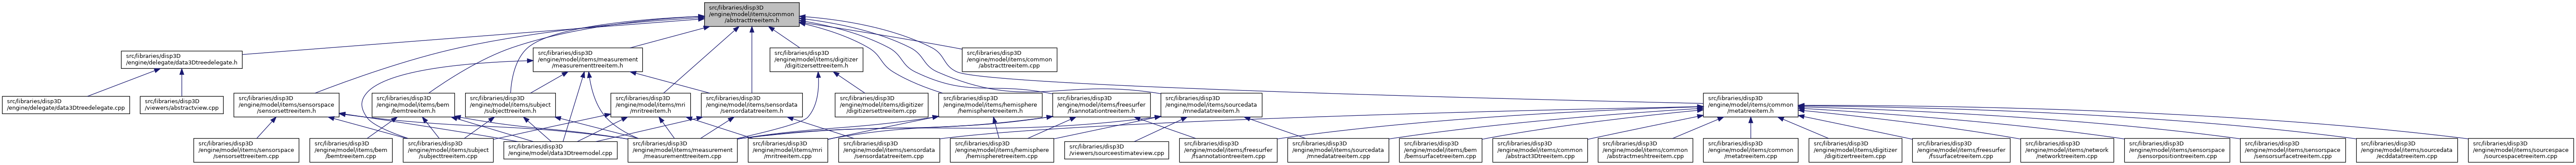 src/libraries/disp3D
/engine/model/items/common
/abstracttreeitem.h
src/libraries/disp3D
/engine/delegate/data3Dtreedelegate.h
src/libraries/disp3D
/engine/model/items/measurement
/measurementtreeitem.h
src/libraries/disp3D
/engine/model/items/digitizer
/digitizersettreeitem.h
src/libraries/disp3D
/engine/model/items/common
/abstracttreeitem.cpp
src/libraries/disp3D
/engine/delegate/data3Dtreedelegate.cpp
src/libraries/disp3D
/viewers/abstractview.cpp
src/libraries/disp3D
/engine/model/items/sensorspace
/sensorsettreeitem.h
src/libraries/disp3D
/engine/model/items/bem
/bemtreeitem.h
src/libraries/disp3D
/engine/model/items/subject
/subjecttreeitem.h
src/libraries/disp3D
/engine/model/items/mri
/mritreeitem.h
src/libraries/disp3D
/engine/model/items/sensordata
/sensordatatreeitem.h
src/libraries/disp3D
/engine/model/items/digitizer
/digitizersettreeitem.cpp
src/libraries/disp3D
/engine/model/items/hemisphere
/hemispheretreeitem.h
src/libraries/disp3D
/engine/model/items/freesurfer
/fsannotationtreeitem.h
src/libraries/disp3D
/engine/model/items/sourcedata
/mnedatatreeitem.h
src/libraries/disp3D
/engine/model/items/common
/metatreeitem.h
src/libraries/disp3D
/engine/model/items/sensorspace
/sensorsettreeitem.cpp
src/libraries/disp3D
/engine/model/items/bem
/bemtreeitem.cpp
src/libraries/disp3D
/engine/model/items/subject
/subjecttreeitem.cpp
src/libraries/disp3D
/engine/model/data3Dtreemodel.cpp
src/libraries/disp3D
/engine/model/items/measurement
/measurementtreeitem.cpp
src/libraries/disp3D
/engine/model/items/mri
/mritreeitem.cpp
src/libraries/disp3D
/engine/model/items/sensordata
/sensordatatreeitem.cpp
src/libraries/disp3D
/engine/model/items/hemisphere
/hemispheretreeitem.cpp
src/libraries/disp3D
/viewers/sourceestimateview.cpp
src/libraries/disp3D
/engine/model/items/freesurfer
/fsannotationtreeitem.cpp
src/libraries/disp3D
/engine/model/items/sourcedata
/mnedatatreeitem.cpp
src/libraries/disp3D
/engine/model/items/bem
/bemsurfacetreeitem.cpp
src/libraries/disp3D
/engine/model/items/common
/abstract3Dtreeitem.cpp
src/libraries/disp3D
/engine/model/items/common
/abstractmeshtreeitem.cpp
src/libraries/disp3D
/engine/model/items/common
/metatreeitem.cpp
src/libraries/disp3D
/engine/model/items/digitizer
/digitizertreeitem.cpp
src/libraries/disp3D
/engine/model/items/freesurfer
/fssurfacetreeitem.cpp
src/libraries/disp3D
/engine/model/items/network
/networktreeitem.cpp
src/libraries/disp3D
/engine/model/items/sensorspace
/sensorpositiontreeitem.cpp
src/libraries/disp3D
/engine/model/items/sensorspace
/sensorsurfacetreeitem.cpp
src/libraries/disp3D
/engine/model/items/sourcedata
/ecddatatreeitem.cpp
src/libraries/disp3D
/engine/model/items/sourcespace
/sourcespacetreeitem.cpp